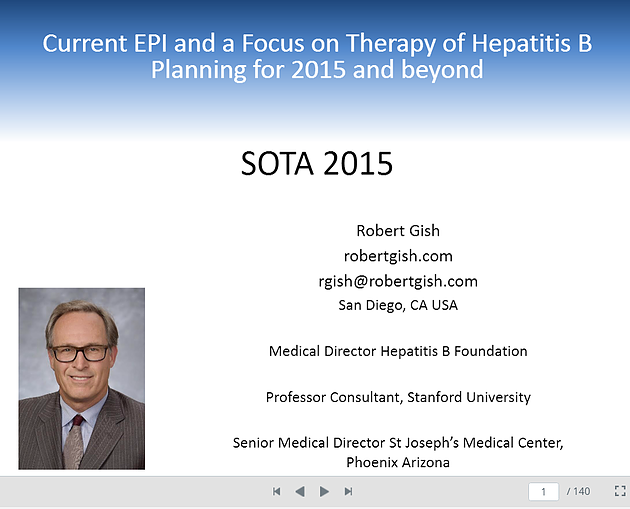 Current EPI and a Focus on Therapy of Hepatitis B
Planning for 2015 and beyond
SOTA 2015
Robert Gish
robertgish.com
rgish@robertgish.com
San Diego, CA USA
Medical Director Hepatitis B Foundation
Professor Consultant, Stanford University
Senior Medical Director St Joseph’s Medical Center,
Phoenix Arizona
1 / 140